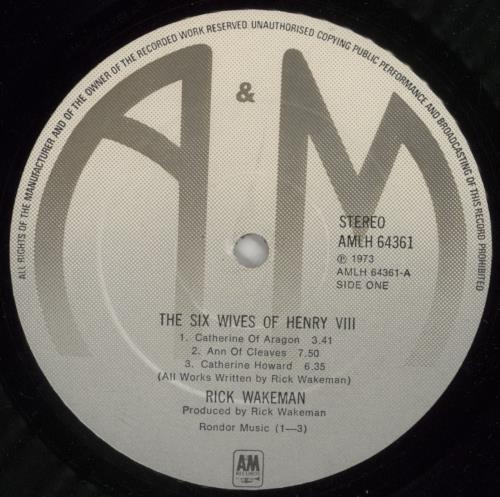 ALL RIGHTS OF THE MANUFACTURER AND OF THE OWNER OF THE RECORDED WORK RESERVED. UNAUTHORISED COPYING PUBLIC PERFORMANCE AND BROADCASTING OF THIS RECORD PROHIBITED
A & M
STEREO
AMLH 64361
℗ 1973
AMLH 64361-A
SIDE ONE
THE SIX WIVES OF HENRY VIII
1. Catherine Of Aragon 3.41
2. Ann Of Cleaves 7.50
3. Catherine Howard 6.35
(All Works Written by Rick Wakeman)
RICK WAKEMAN
Produced by Rick Wakeman
Rondor Music (1—3)
A&M
RECORDS